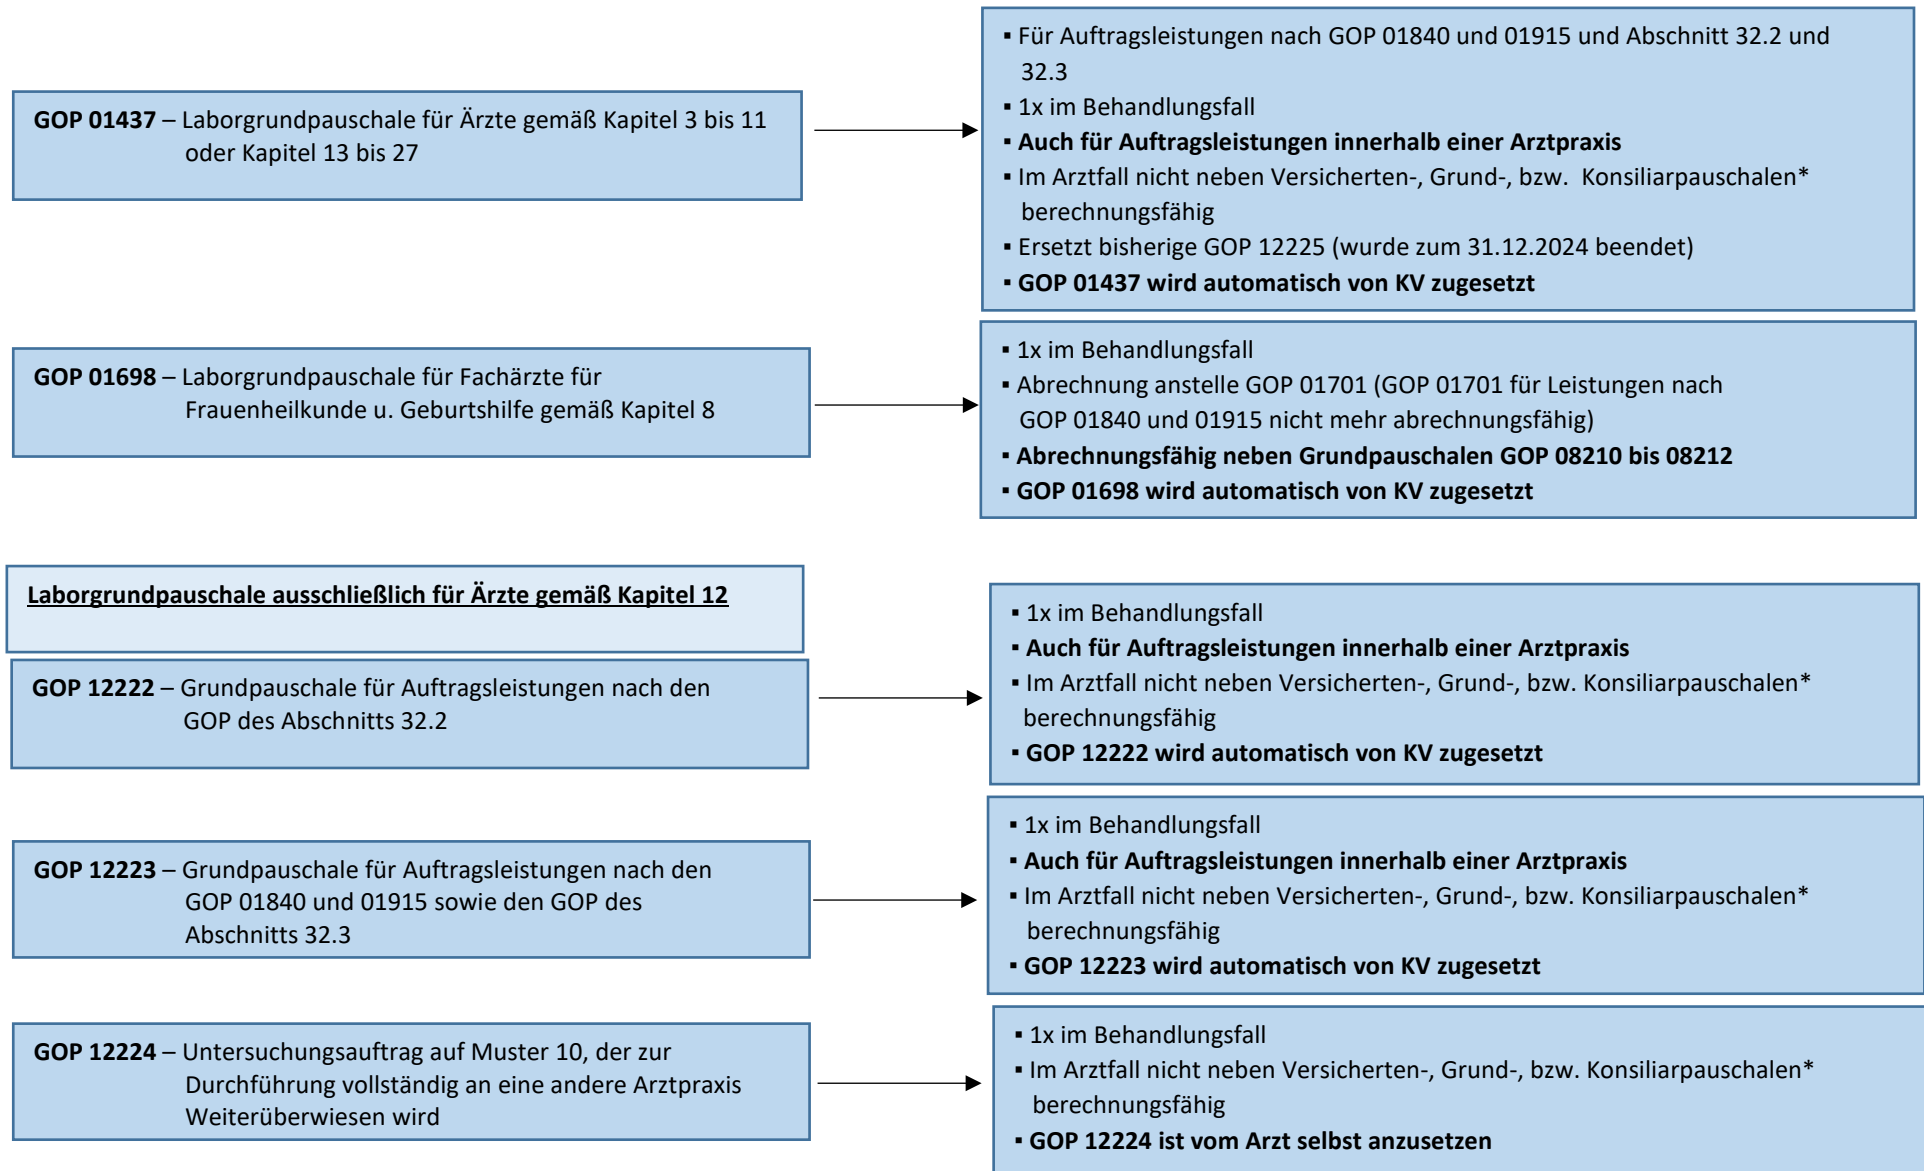 GOP 01437 – Laborgrundpauschale für Ärzte gemäß Kapitel 3 bis 11
oder Kapitel 13 bis 27
▪ Für Auftragsleistungen nach GOP 01840 und 01915 und Abschnitt 32.2 und
32.3
▪ 1x im Behandlungsfall
▪ Auch für Auftragsleistungen innerhalb einer Arztpraxis
▪ Im Arztfall nicht neben Versicherten-, Grund-, bzw. Konsiliarpauschalen*
berechnungsfähig
▪ Ersetzt bisherige GOP 12225 (wurde zum 31.12.2024 beendet)
▪ GOP 01437 wird automatisch von KV zugesetzt
GOP 01698 – Laborgrundpauschale für Fachärzte für
Frauenheilkunde u. Geburtshilfe gemäß Kapitel 8
▪ 1x im Behandlungsfall
▪ Abrechnung anstelle GOP 01701 (GOP 01701 für Leistungen nach
GOP 01840 und 01915 nicht mehr abrechnungsfähig)
▪ Abrechnungsfähig neben Grundpauschalen GOP 08210 bis 08212
▪ GOP 01698 wird automatisch von KV zugesetzt
Laborgrundpauschale ausschließlich für Ärzte gemäß Kapitel 12
GOP 12222 – Grundpauschale für Auftragsleistungen nach den
GOP des Abschnitts 32.2
▪ 1x im Behandlungsfall
▪ Auch für Auftragsleistungen innerhalb einer Arztpraxis
▪ Im Arztfall nicht neben Versicherten-, Grund-, bzw. Konsiliarpauschalen*
berechnungsfähig
▪ GOP 12222 wird automatisch von KV zugesetzt
GOP 12223 – Grundpauschale für Auftragsleistungen nach den
GOP 01840 und 01915 sowie den GOP des
Abschnitts 32.3
▪ 1x im Behandlungsfall
▪ Auch für Auftragsleistungen innerhalb einer Arztpraxis
▪ Im Arztfall nicht neben Versicherten-, Grund-, bzw. Konsiliarpauschalen*
berechnungsfähig
▪ GOP 12223 wird automatisch von KV zugesetzt
GOP 12224 – Untersuchungsauftrag auf Muster 10, der zur
Durchführung vollständig an eine andere Arztpraxis
Weiterüberwiesen wird
▪ 1x im Behandlungsfall
▪ Im Arztfall nicht neben Versicherten-, Grund-, bzw. Konsiliarpauschalen*
berechnungsfähig
▪ GOP 12224 ist vom Arzt selbst anzusetzen